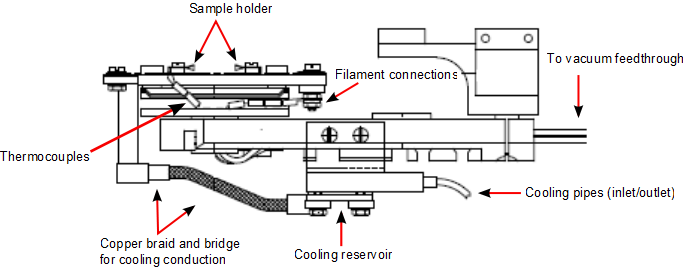 Sample holder
To vacuum feedthrough
Filament connections
Thermocouples
Cooling pipes (inlet/outlet)
Copper braid and bridge
for cooling conduction
Cooling reservoir